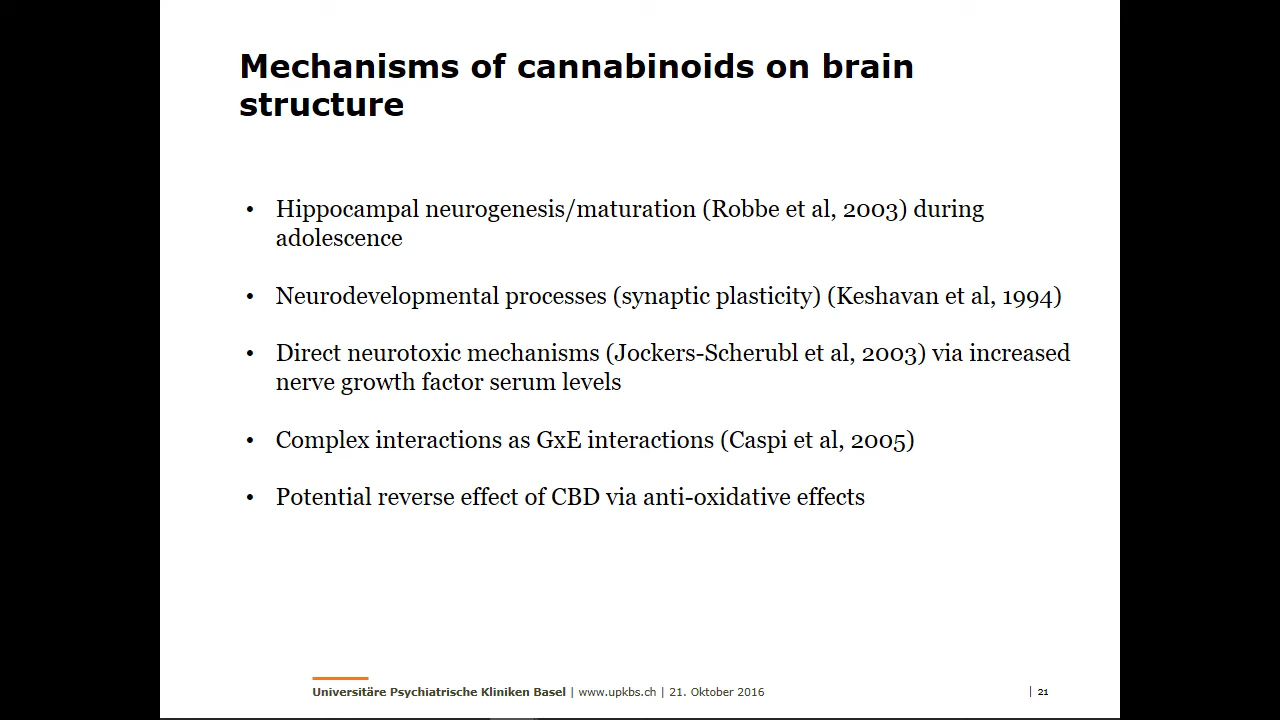 Mechanisms of cannabinoids on brain
structure
• Hippocampal neurogenesis/maturation (Robbe et al, 2003) during
adolescence
• Neurodevelopmental processes (synaptic plasticity) (Keshavan et al, 1994)
• Direct neurotoxic mechanisms (Jockers-Scherubl et al, 2003) via increased
nerve growth factor serum levels
• Complex interactions as GxE interactions (Caspi et al, 2005)
• Potential reverse effect of CBD via anti-oxidative effects
Universitäre Psychiatrische Kliniken Basel | www.upkbs.ch | 21. Oktober 2016 | 21